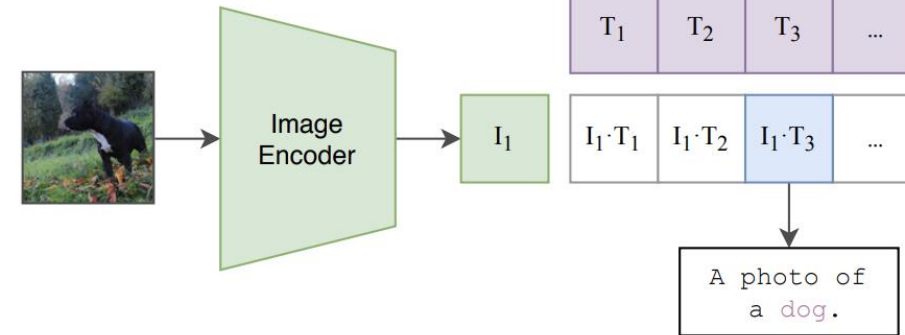 T₁ T₂ T₃ ...
Image
Encoder
I₁
I₁·T₁ I₁·T₂ I₁·T₃ ...
A photo of
a dog.